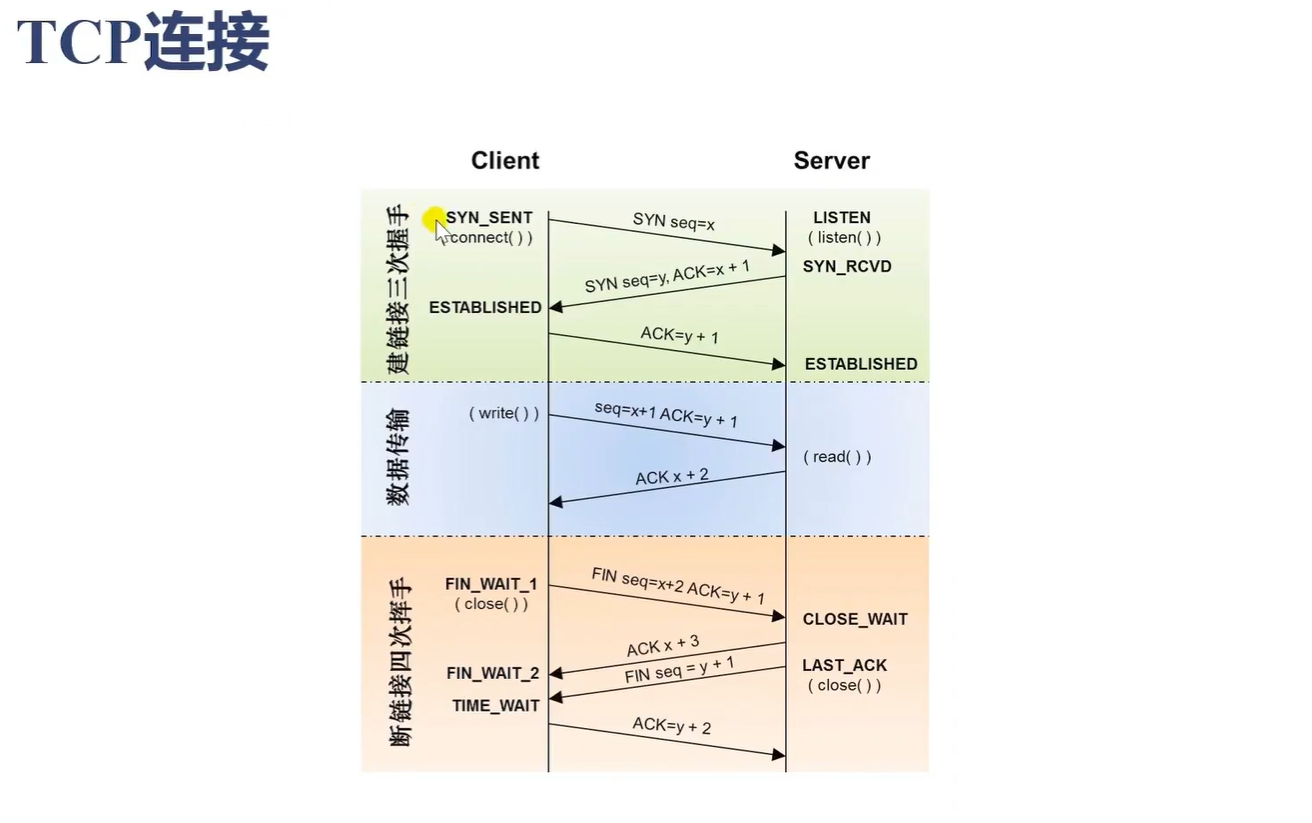 TCP连接
Client
Server
建链接三次握手
SYN_SENT
connect( ) )
SYN seq=x
LISTEN
( listen( ) )
SYN_RCVD
SYN seq=y, ACK=x + 1
ESTABLISHED
ACK=y + 1
ESTABLISHED
数据传输
( write( ) )
seq=x+1 ACK=y + 1
( read( ) )
ACK x + 2
断链接四次挥手
FIN_WAIT_1
( close( ) )
FIN seq=x+2 ACK=y + 1
CLOSE_WAIT
ACK x + 3
FIN_WAIT_2
FIN seq = y + 1
LAST_ACK
( close( ) )
TIME_WAIT
ACK=y + 2